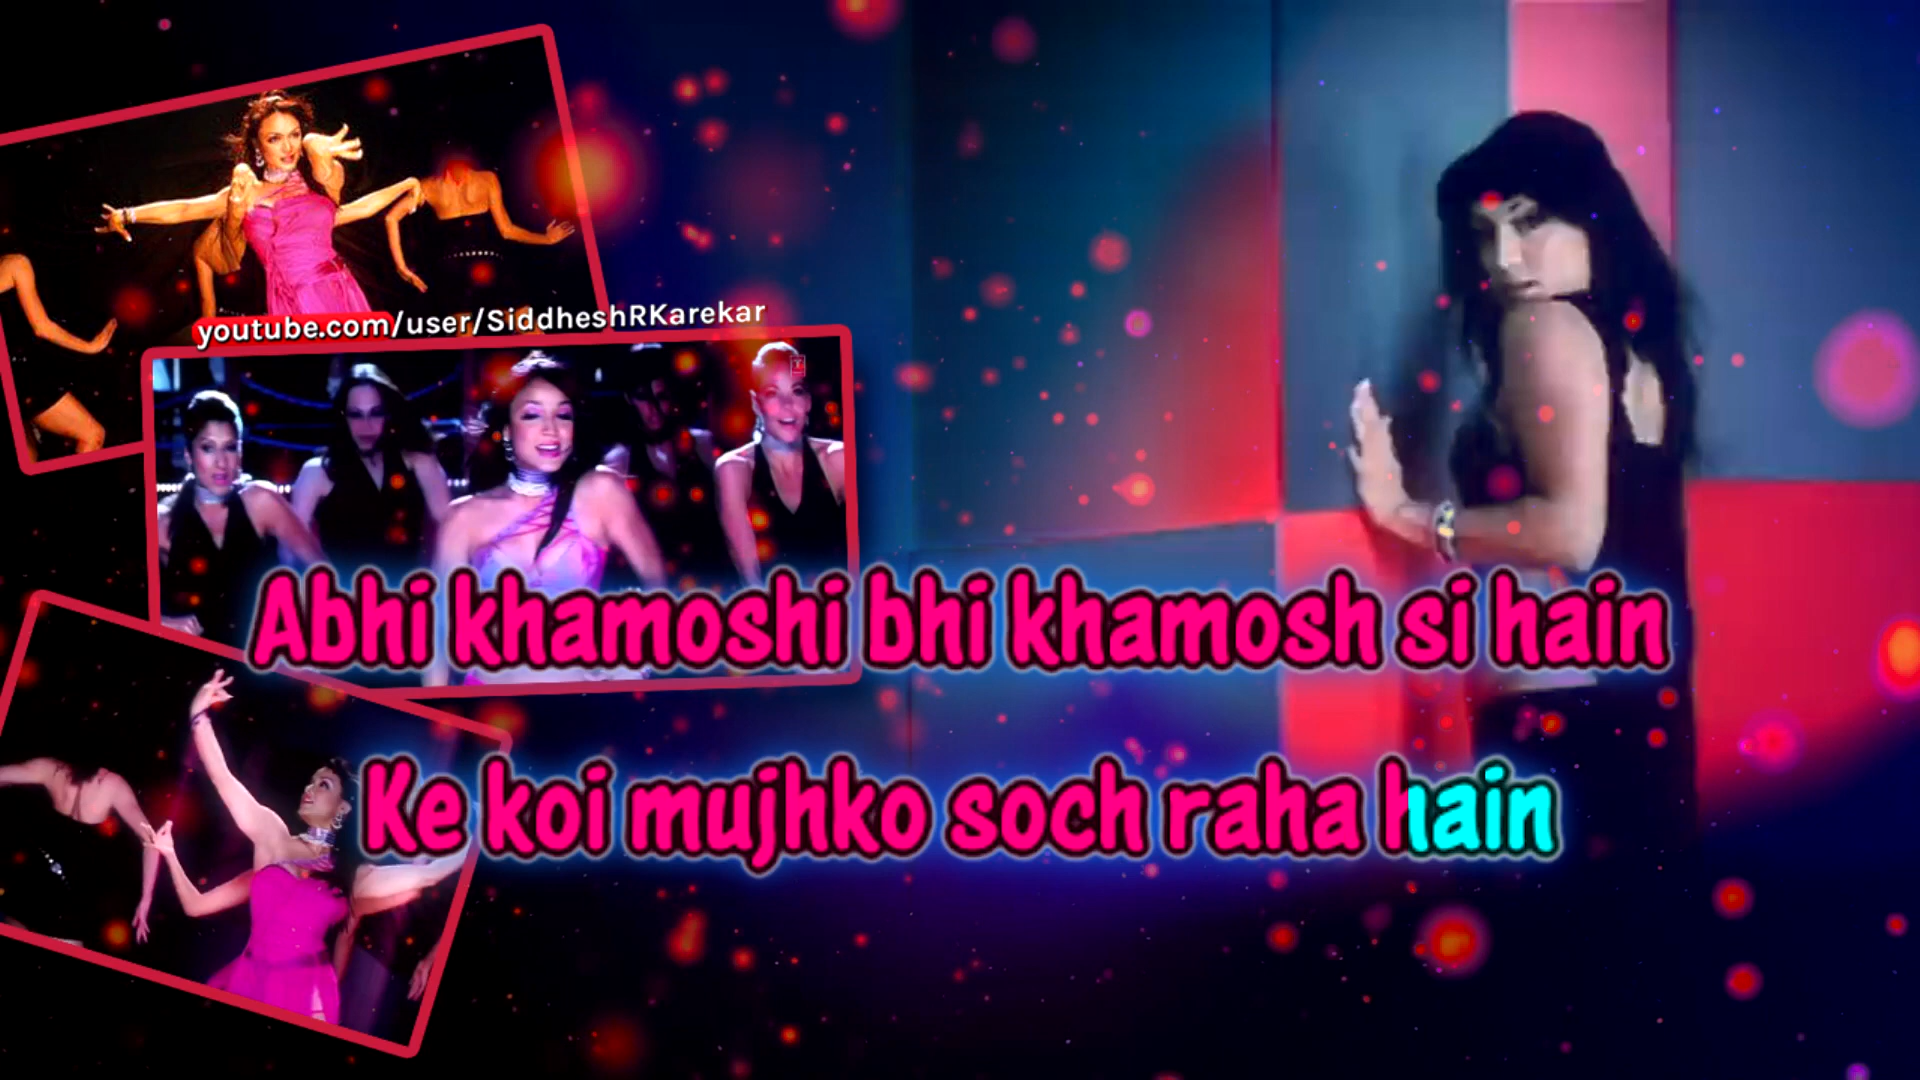 youtube.com/user/SiddheshRKarekar
Abhi khamoshi bhi khamosh si hain
Ke koi mujhko soch raha hain